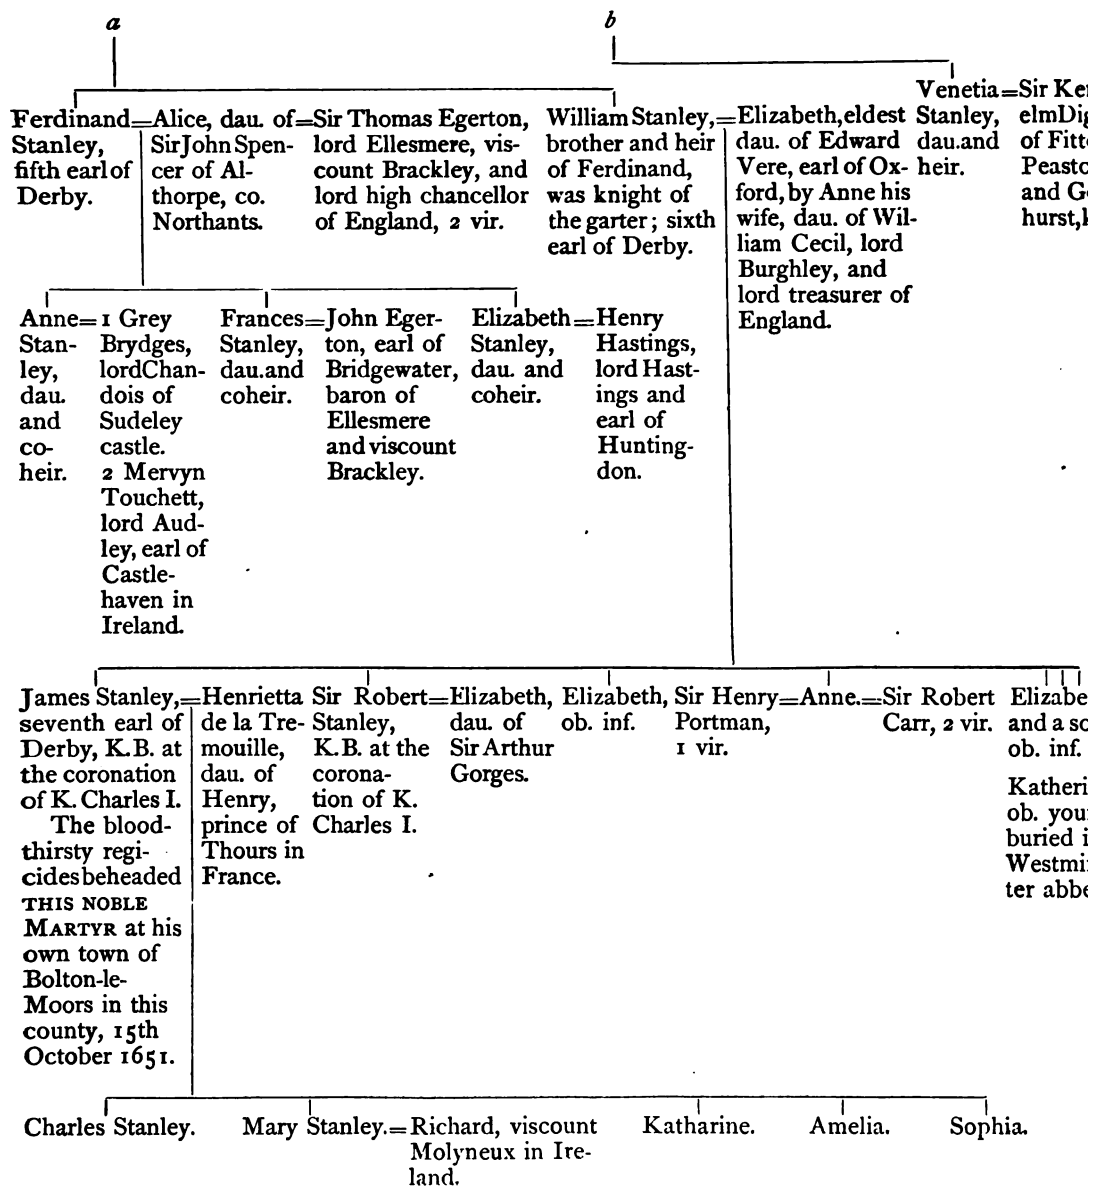 a
b
Ferdinand=Alice, dau. of=Sir Thomas Egerton,
Stanley,
fifth earl of
Derby.
Sir John Spen-
cer of Al-
thorpe, co.
Northants.
lord Ellesmere, vis-
count Brackley, and
lord high chancellor
of England, 2 vir.
William Stanley,=Elizabeth, eldest
brother and heir
of Ferdinand,
was knight of
the garter; sixth
earl of Derby.
dau. of Edward
Vere, earl of Ox-
ford, by Anne his
wife, dau. of Wil-
liam Cecil, lord
Burghley, and
lord treasurer of
England.
Venetia=Sir
Stanley,
dau. and
heir.
of
and
Anne=1 Grey
Stan-
ley,
dau.
and
co-
heir.
Brydges,
lord Chan-
dois of
Sudeley
castle.
2 Mervyn
Touchett,
lord Aud-
ley, earl of
Castle-
haven in
Ireland.
Frances=John Eger-
Stanley,
dau. and
coheir.
ton, earl of
Bridgewater,
baron of
Ellesmere
and viscount
Brackley.
Elizabeth=Henry
Stanley,
dau. and
coheir.
Hastings,
lord Hast-
ings and
earl of
Hunting-
don.
James Stanley,=Henrietta
seventh earl of
Derby, K.B. at
the coronation
of K. Charles I.
The blood-
thirsty regi-
cides beheaded
THIS NOBLE
MARTYR at his
own town of
Bolton-le-
Moors in this
county, 15th
October 1651.
de la Tre-
mouille,
dau. of
Henry,
prince of
Thours in
France.
Sir Robert=Elizabeth,
Stanley,
K.B. at the
corona-
tion of K.
Charles I.
dau. of
Sir Arthur
Gorges.
Elizabeth,
ob. inf.
Sir Henry=Anne.=Sir Robert
Portman,
1 vir.
Carr, 2 vir.
and a
ob. inf.
ob.
buried
ter
Charles Stanley.
Mary Stanley.=Richard, viscount
Molyneux in Ire-
land.
Katharine.
Amelia.
Sophia.